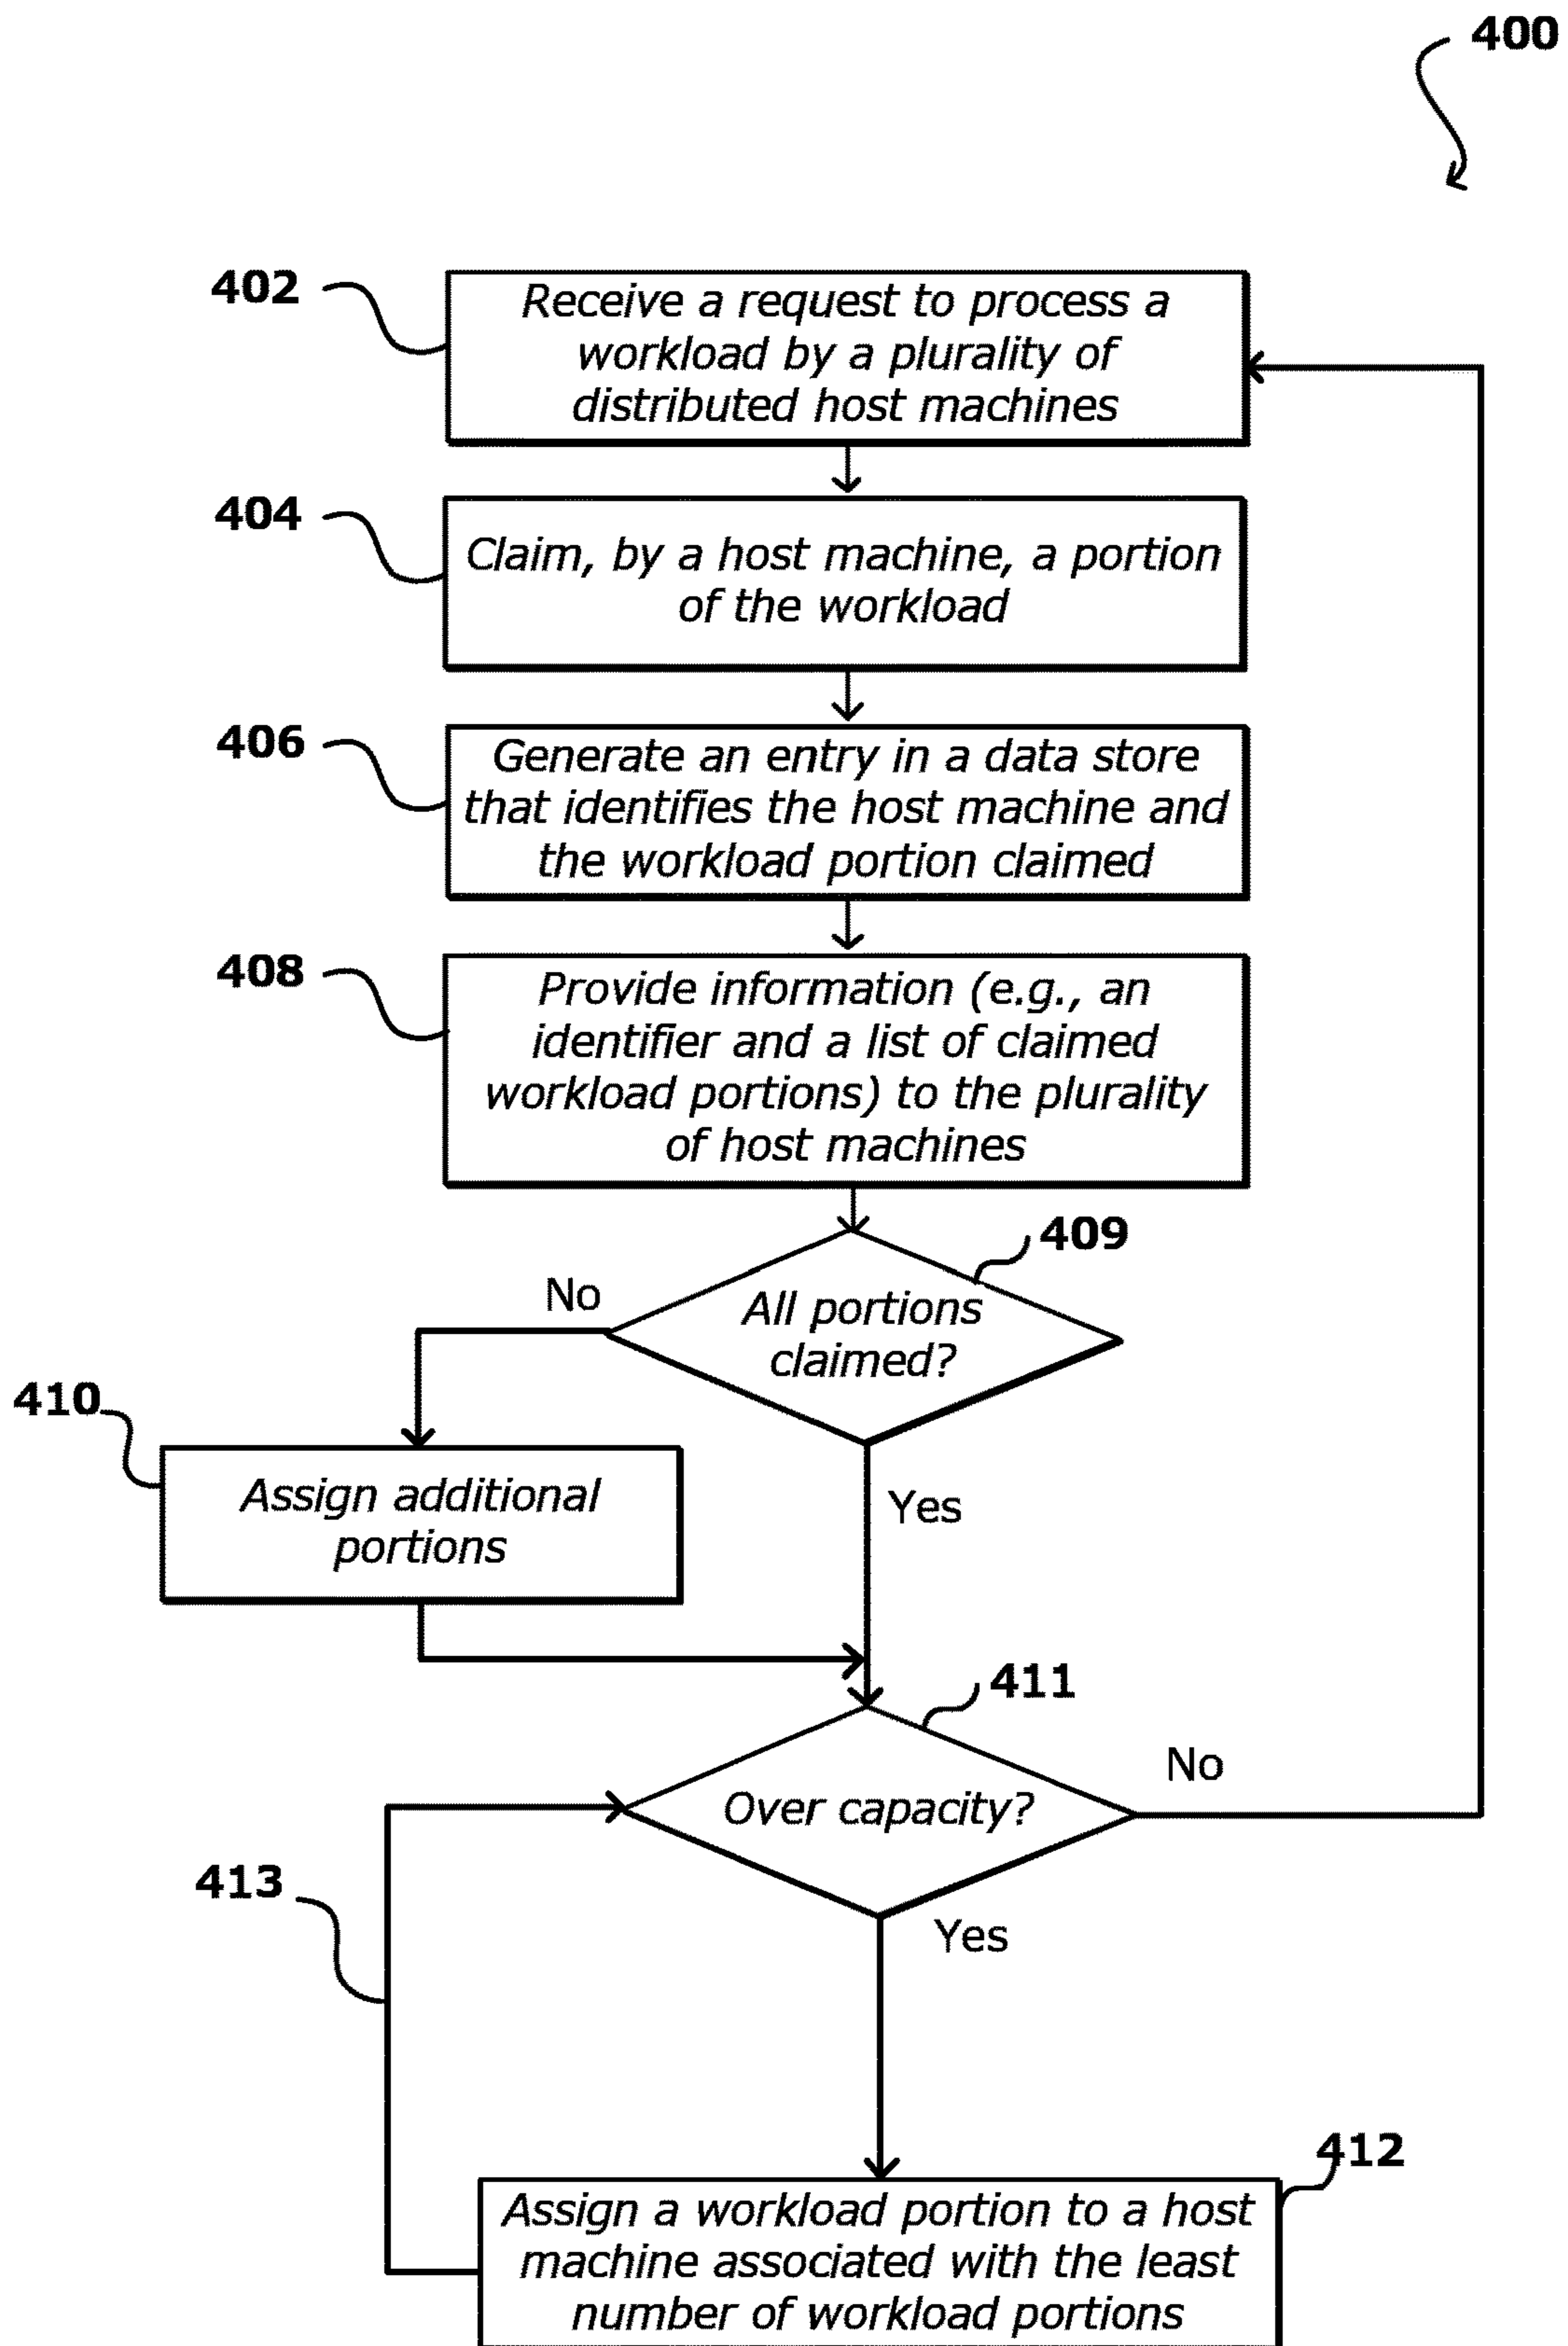 400
402
Receive a request to process a
workload by a plurality of
distributed host machines
404
Claim, by a host machine, a portion
of the workload
406
Generate an entry in a data store
that identifies the host machine and
the workload portion claimed
408
Provide information (e.g., an
identifier and a list of claimed
workload portions) to the plurality
of host machines
409
No
All portions
claimed?
410
Assign additional
portions
Yes
411
No
Over capacity?
413
Yes
412
Assign a workload portion to a host
machine associated with the least
number of workload portions